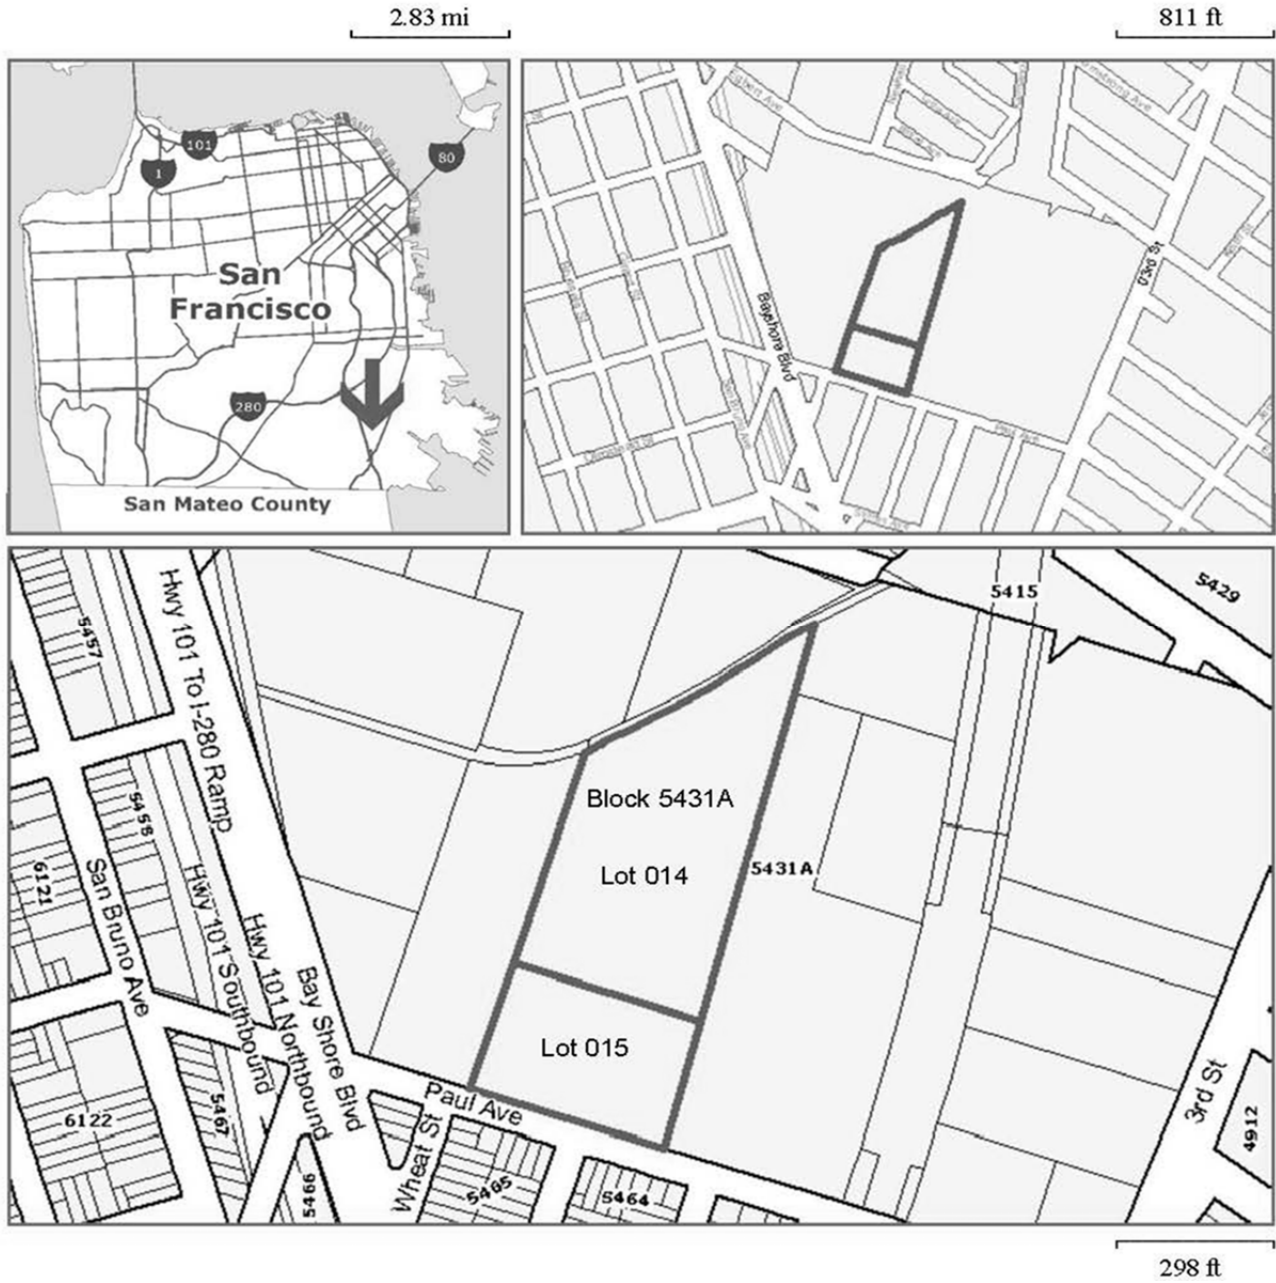 2.83 mi
811 ft
101
1
80
San
Francisco
280
San Mateo County
Egbert Ave
03rd St
Bayshore Blvd
Paul Ave
5457
Hwy 101 To I-280 Ramp
5415
5429
Block 5431A
Lot 014
5431A
6121
San Bruno Ave
Hwy 101 Southbound
Hwy 101 Northbound
Bay Shore Blvd
Lot 015
Paul Ave
Wheat St
6122
5467
5466
5465
5464
3rd St
4912
298 ft